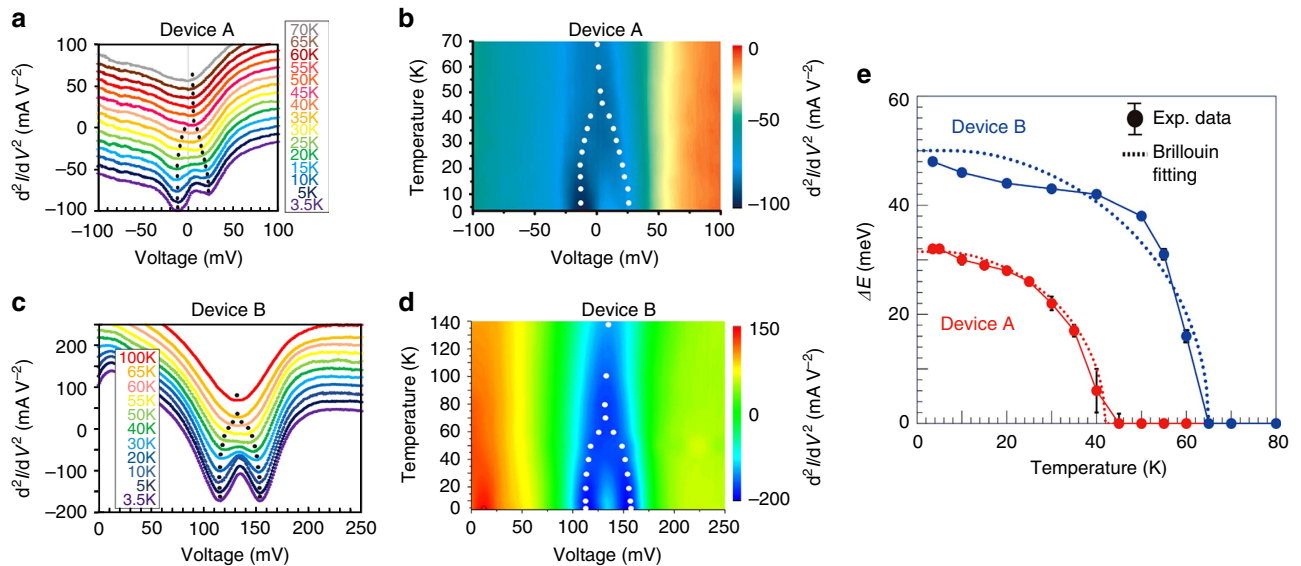 a
Device A
d²I/dV² (mA V⁻²)
100
50
0
−50
−100
−100
−50
0
50
100
Voltage (mV)
70K
65K
60K
55K
50K
45K
40K
35K
30K
25K
20K
15K
10K
5K
3.5K
b
Device A
Temperature (K)
70
60
50
40
30
20
10
0
−100
−50
0
50
100
Voltage (mV)
0
−50
−100
d²I/dV² (mA V⁻²)
c
Device B
d²I/dV² (mA V⁻²)
200
100
0
−100
−200
0
50
100
150
200
250
Voltage (mV)
100K
65K
60K
55K
50K
40K
30K
20K
10K
5K
3.5K
d
Device B
Temperature (K)
140
120
100
80
60
40
20
0
0
50
100
150
200
250
Voltage (mV)
150
0
−200
d²I/dV² (mA V⁻²)
e
ΔE (meV)
60
40
20
0
0
20
40
60
80
Temperature (K)
Device B
Device A
Exp. data
Brillouin
fitting